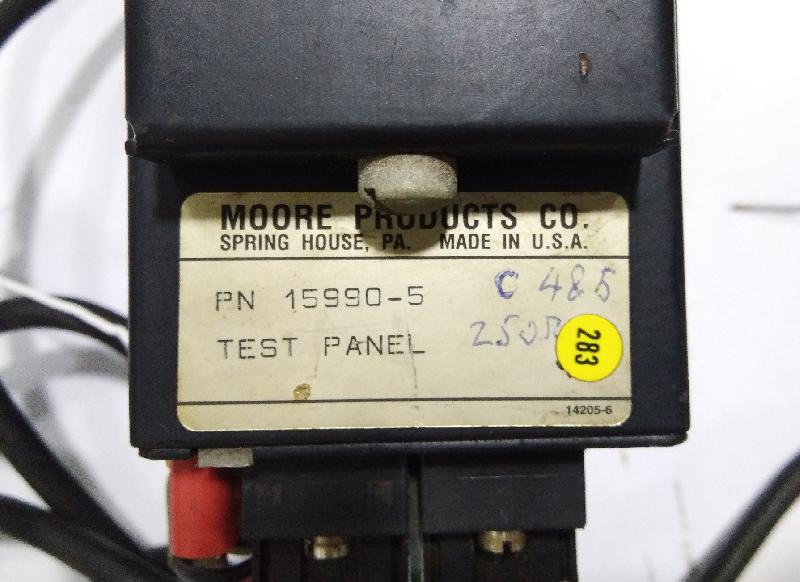 MOORE PRODUCTS CO.
SPRING HOUSE, PA. MADE IN U.S.A.
PN 15990-5
C 485
TEST PANEL
283
14205-6